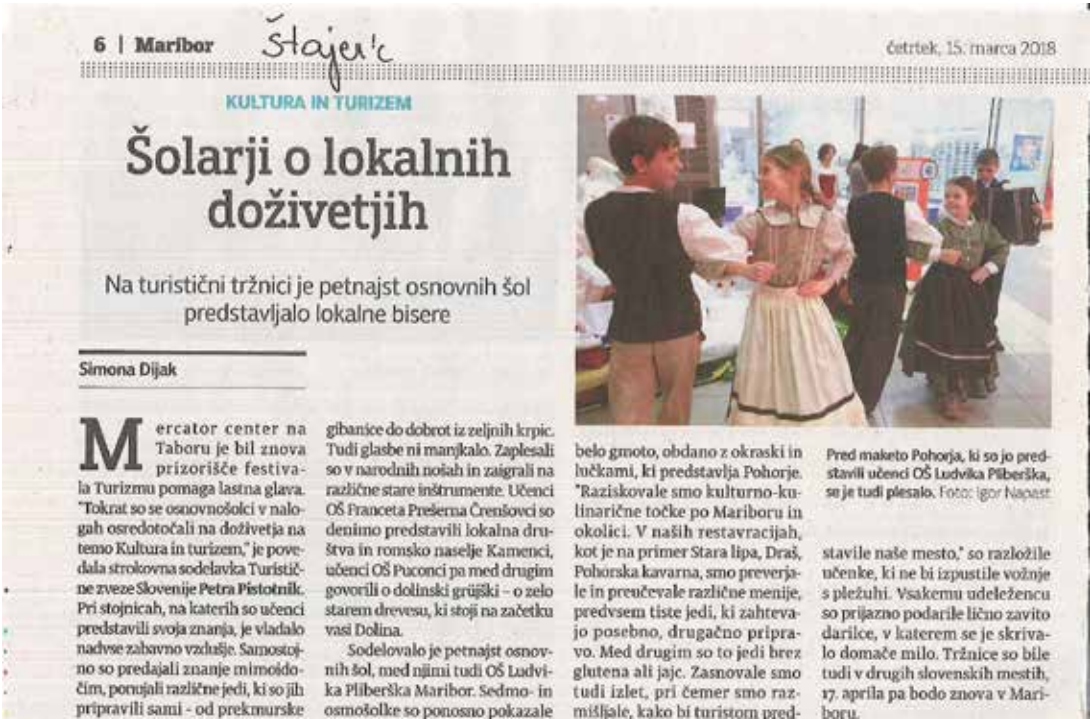 6 | Maribor
Štajer'c
četrtek, 15. marca 2018
KULTURA IN TURIZEM
Šolarji o lokalnih
doživetjih
Na turistični tržnici je petnajst osnovnih šol
predstavljalo lokalne bisere
Simona Dijak
Mercator center na
Taboru je bil znova
prizorišče festiva-
la Turizmu pomaga lastna glava.
"Tokrat so se osnovnošolci v nalo-
gah osredotočali na doživetja na
temo Kultura in turizem," je pove-
dala strokovna sodelavka Turistič-
ne zveze Slovenije Petra Pistotnik.
Pri stojnicah, na katerih so učenci
predstavili svoja znanja, je vladalo
nadvse zabavno vzdušje. Samostoj-
no so predajali znanje mimoido-
čim, ponujali različne jedi, ki so jih
pripravili sami - od prekmurske
gibanice do dobrot iz zeljnih krpic.
Tudi glasbe ni manjkalo. Zaplesali
so v narodnih nošah in zaigrali na
različne stare inštrumente. Učenci
OŠ Franceta Prešerna Črenšovci so
denimo predstavili lokalna dru-
štva in romsko naselje Kamenci,
učenci OŠ Puconci pa med drugim
govorili o dolinski grüjški - o zelo
starem drevesu, ki stoji na začetku
vasi Dolina.
Sodelovalo je petnajst osnov-
nih šol, med njimi tudi OŠ Ludvi-
ka Pliberška Maribor. Sedmo- in
osmošolke so ponosno pokazale
belo gmoto, obdano z okraski in
lučkami, ki predstavlja Pohorje.
"Raziskovale smo kulturno-ku-
linarične točke po Mariboru in
okolici. V naših restavracijah,
kot je na primer Stara lipa, Draš,
Pohorska kavarna, smo preverja-
le in preučevale različne menije,
predvsem tiste jedi, ki zahteva-
jo posebno, drugačno pripra-
vo. Med drugim so to jedi brez
glutena ali jajc. Zasnovale smo
tudi izlet, pri čemer smo raz-
mišljale, kako bi turistom pred-
Pred maketo Pohorja, ki so jo pred-
stavili učenci OŠ Ludvika Pliberška,
se je tudi plesalo. Foto: Igor Napast
stavile naše mesto," so razložile
učenke, ki ne bi izpustile vožnje
s pležuhi. Vsakemu udeležencu
so prijazno podarile lično zavito
darilce, v katerem se je skriva-
lo domače milo. Tržnice so bile
tudi v drugih slovenskih mestih,
17. aprila pa bodo znova v Mari-
boru.